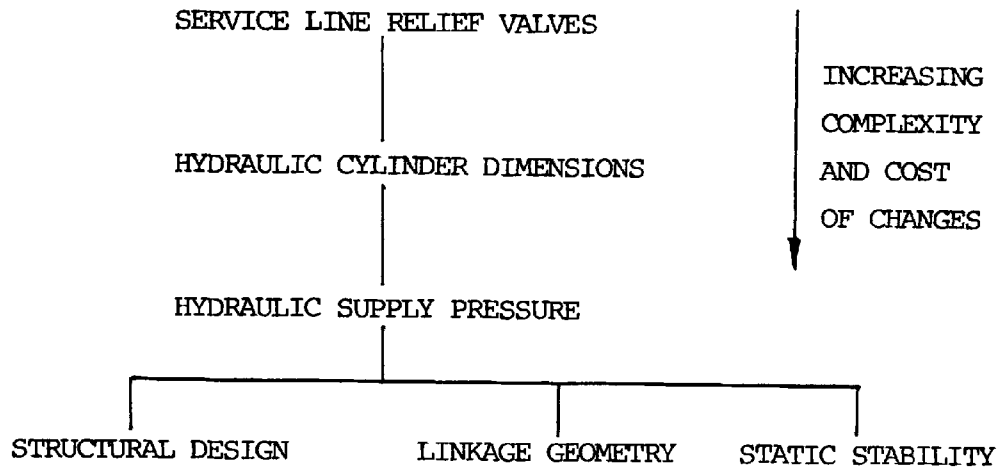 SERVICE LINE RELIEF VALVES
INCREASING
COMPLEXITY
HYDRAULIC CYLINDER DIMENSIONS
AND COST
OF CHANGES
HYDRAULIC SUPPLY PRESSURE
STRUCTURAL DESIGN
LINKAGE GEOMETRY
STATIC STABILITY